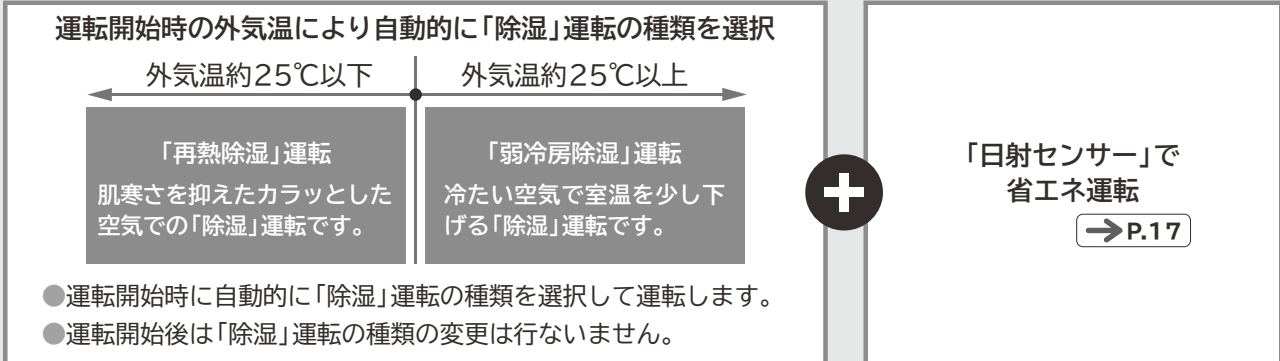 運転開始時の外気温により自動的に「除湿」運転の種類を選択
外気温約25℃以下
外気温約25℃以上
「再熱除湿」運転
肌寒さを抑えたカラッとした
空気での「除湿」運転です。
「弱冷房除湿」運転
冷たい空気で室温を少し下
げる「除湿」運転です。
●運転開始時に自動的に「除湿」運転の種類を選択して運転します。
●運転開始後は「除湿」運転の種類の変更は行ないません。
「日射センサー」で
省エネ運転
→P.17